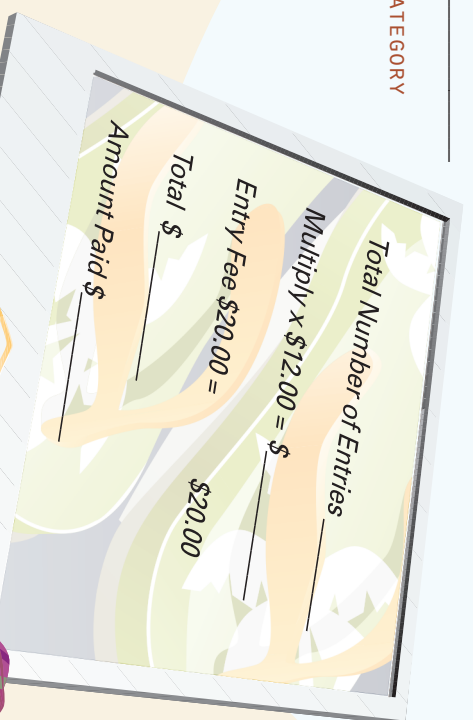 ATEGORY
Total Number of Entries
Multiply x $12.00 = $
Entry Fee $20.00 = $20.00
Total $
Amount Paid $